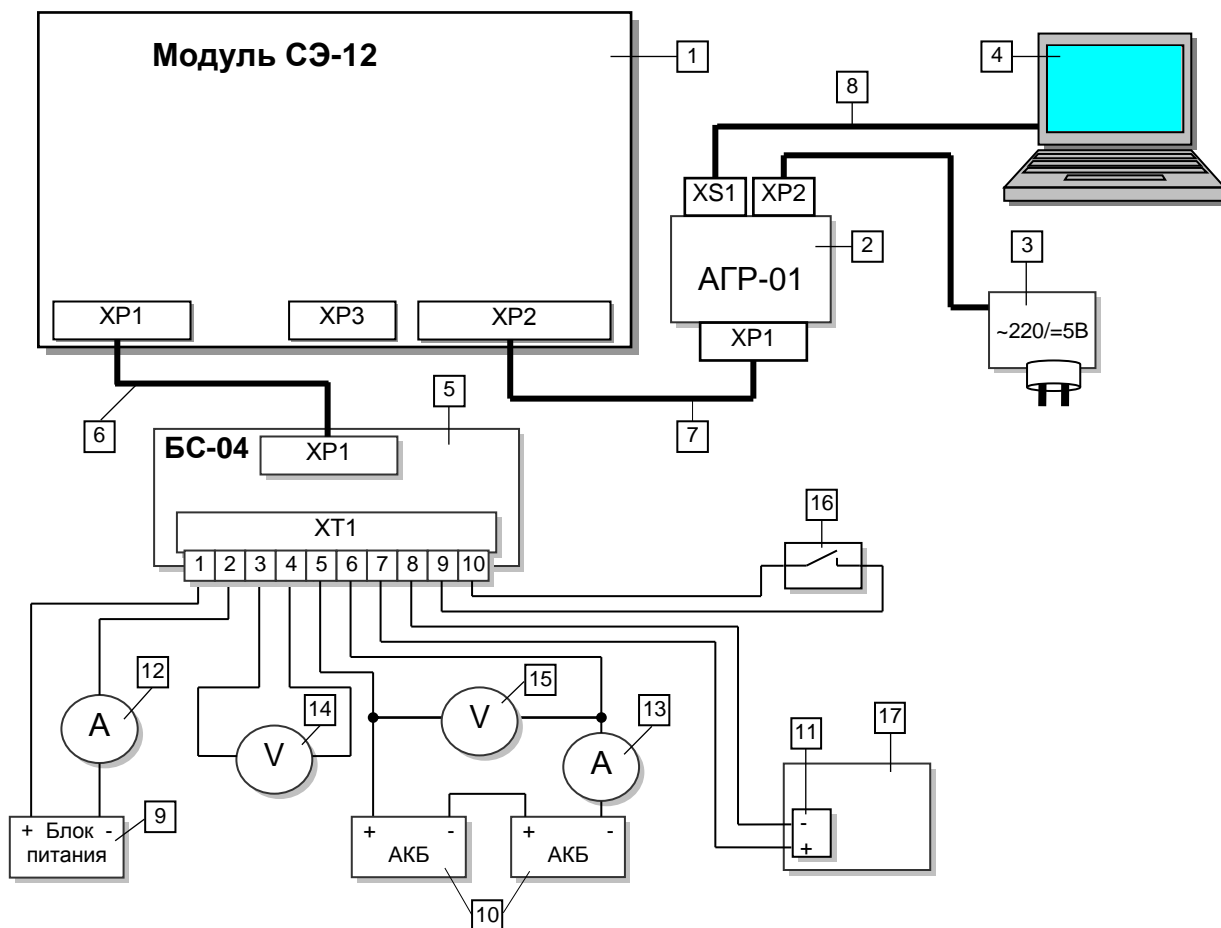 Модуль СЭ-12
1
4
8
XS1
XP2
2
3
АГР-01
~220/=5В
XP1
XP3
XP2
XP1
5
6
7
БС-04
XP1
16
XT1
1 2 3 4 5 6 7 8 9 10
12
15
14
13
11
17
A
V
V
A
+ Блок -
питания
9
+ -
АКБ
+ -
АКБ
-
+
10